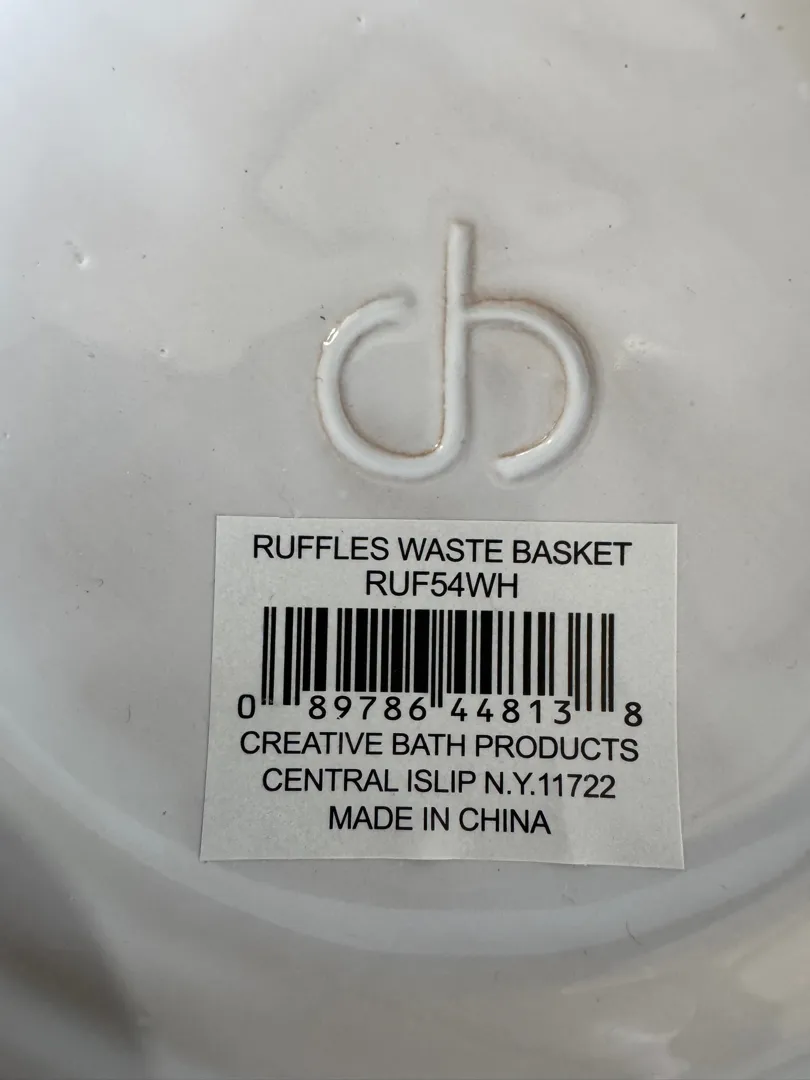 RUFFLES WASTE BASKET
RUF54WH
0 89786 44813 8
CREATIVE BATH PRODUCTS
CENTRAL ISLIP N.Y.11722
MADE IN CHINA